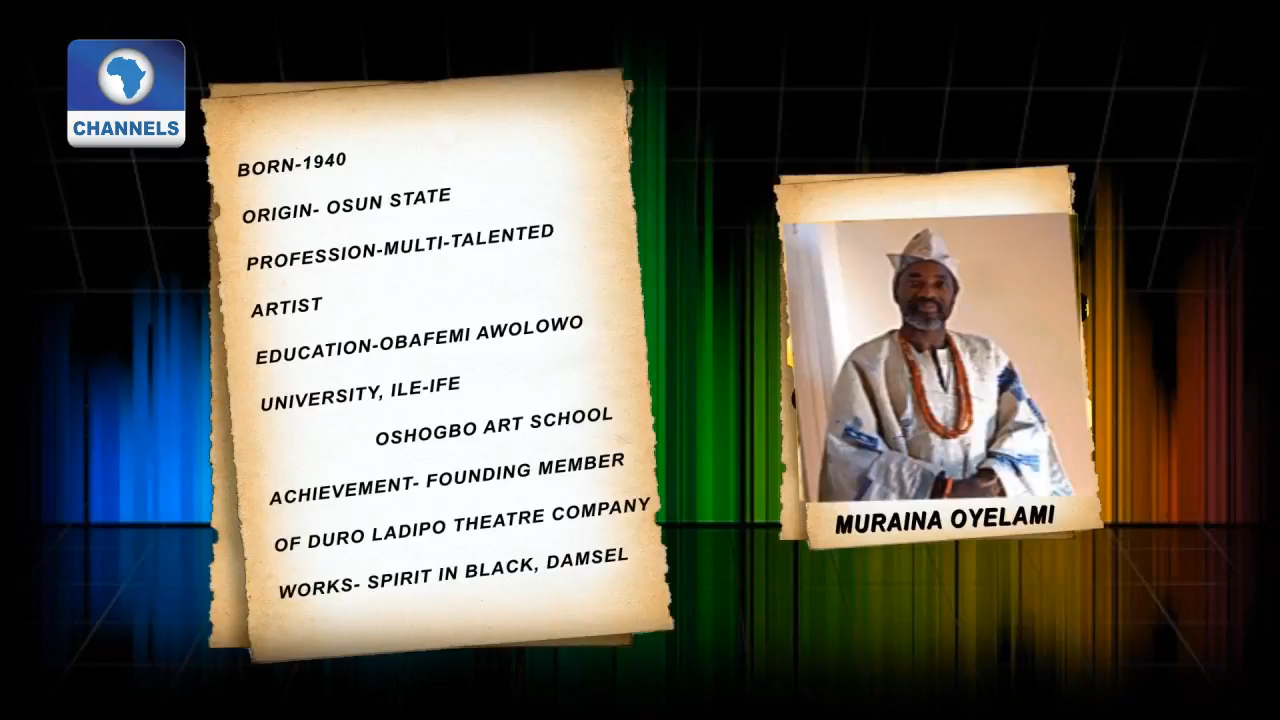 CHANNELS
BORN-1940
ORIGIN- OSUN STATE
PROFESSION-MULTI-TALENTED
ARTIST
EDUCATION-OBAFEMI AWOLOWO
UNIVERSITY, ILE-IFE
OSHOGBO ART SCHOOL
ACHIEVEMENT- FOUNDING MEMBER
OF DURO LADIPO THEATRE COMPANY
WORKS- SPIRIT IN BLACK, DAMSEL
MURAINA OYELAMI